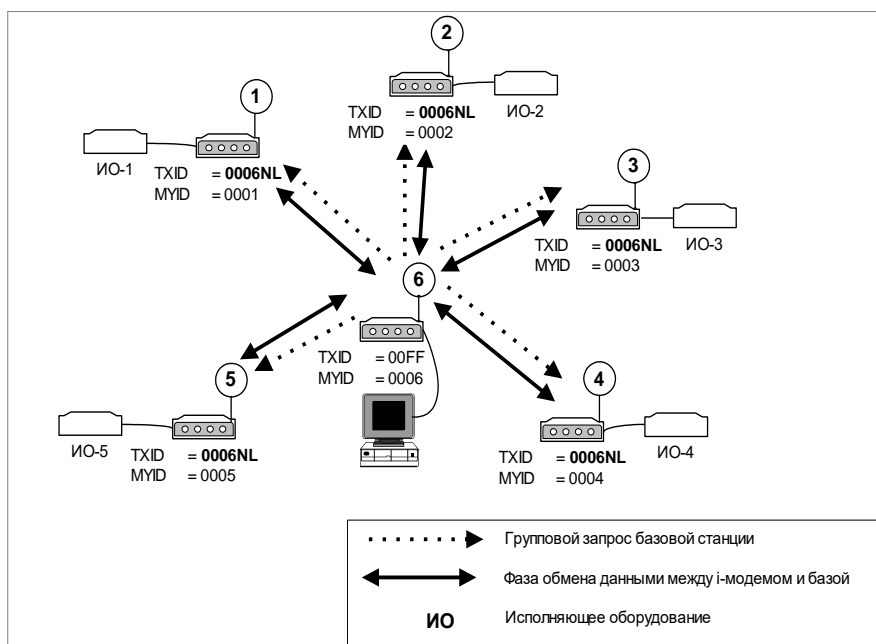 2
TXID = 0006NL
MYID = 0002
ИО-2
1
ИО-1
TXID = 0006NL
MYID = 0001
3
TXID = 0006NL
MYID = 0003
ИО-3
6
TXID = 00FF
MYID = 0006
5
ИО-5
TXID = 0006NL
MYID = 0005
4
TXID = 0006NL
MYID = 0004
ИО-4
Групповой запрос базовой станции
Фаза обмена данными между i-модемом и базой
ИО Исполняющее оборудование